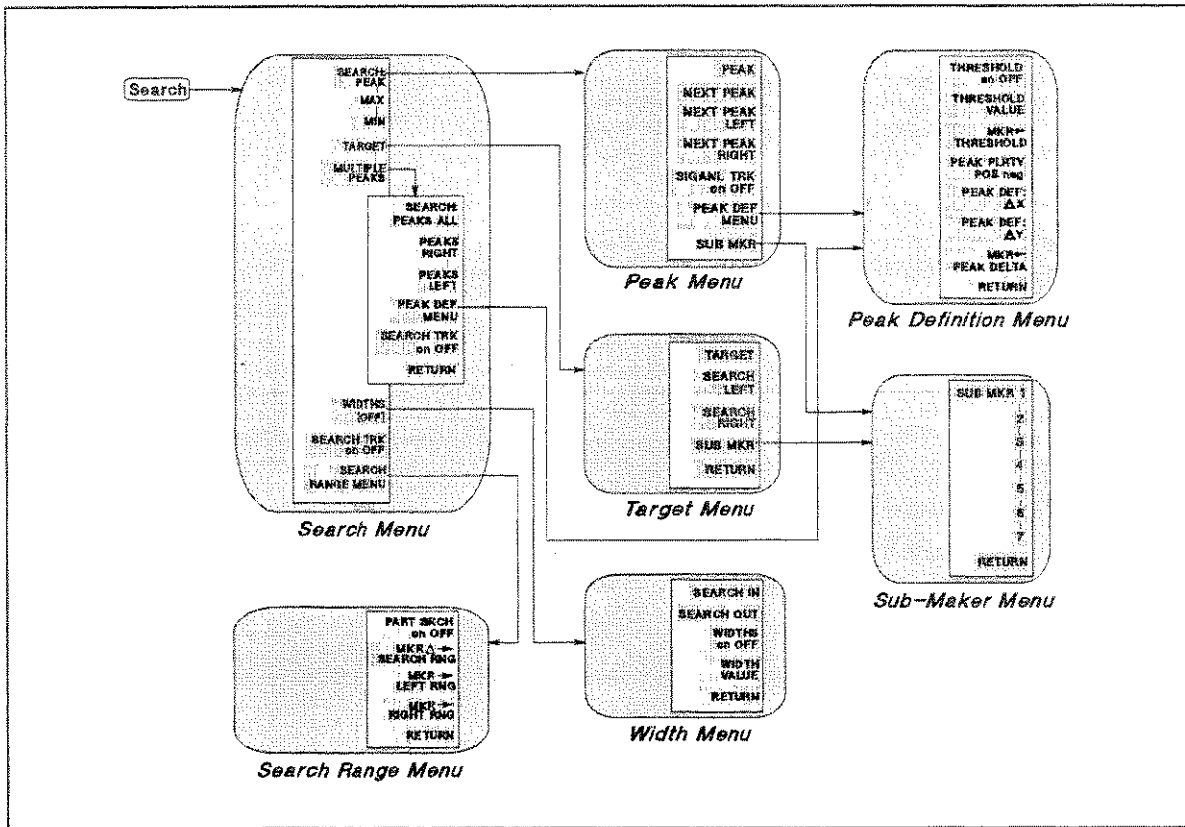 Search
SEARCH:
PEAK
MAX
MIN
TARGET
MULTIPLE
PEAKS
SEARCH:
PEAKS ALL
PEAKS
RIGHT
PEAKS
LEFT
PEAK DEF
MENU
SEARCH TRK
on OFF
RETURN
WIDTHS
[OFF]
SEARCH TRK
on OFF
SEARCH
RANGE MENU
Search Menu
PEAK
NEXT PEAK
NEXT PEAK
LEFT
NEXT PEAK
RIGHT
SIGANL TRK
on OFF
PEAK DEF
MENU
SUB MKR
Peak Menu
THRESHOLD
on OFF
THRESHOLD
VALUE
MKR←
THRESHOLD
PEAK PLRTY
POS neg
PEAK DEF:
ΔX
PEAK DEF:
ΔY
MKR←
PEAK DELTA
RETURN
Peak Definition Menu
TARGET
SEARCH
LEFT
SEARCH
RIGHT
SUB MKR
RETURN
Target Menu
SUB MKR 1
2
3
4
5
6
7
RETURN
Sub-Maker Menu
PART SRCH
on OFF
MKRΔ→
SEARCH RNG
MKR→
LEFT RNG
MKR→
RIGHT RNG
RETURN
Search Range Menu
SEARCH IN
SEARCH OUT
WIDTHS
on OFF
WIDTH
VALUE
RETURN
Width Menu